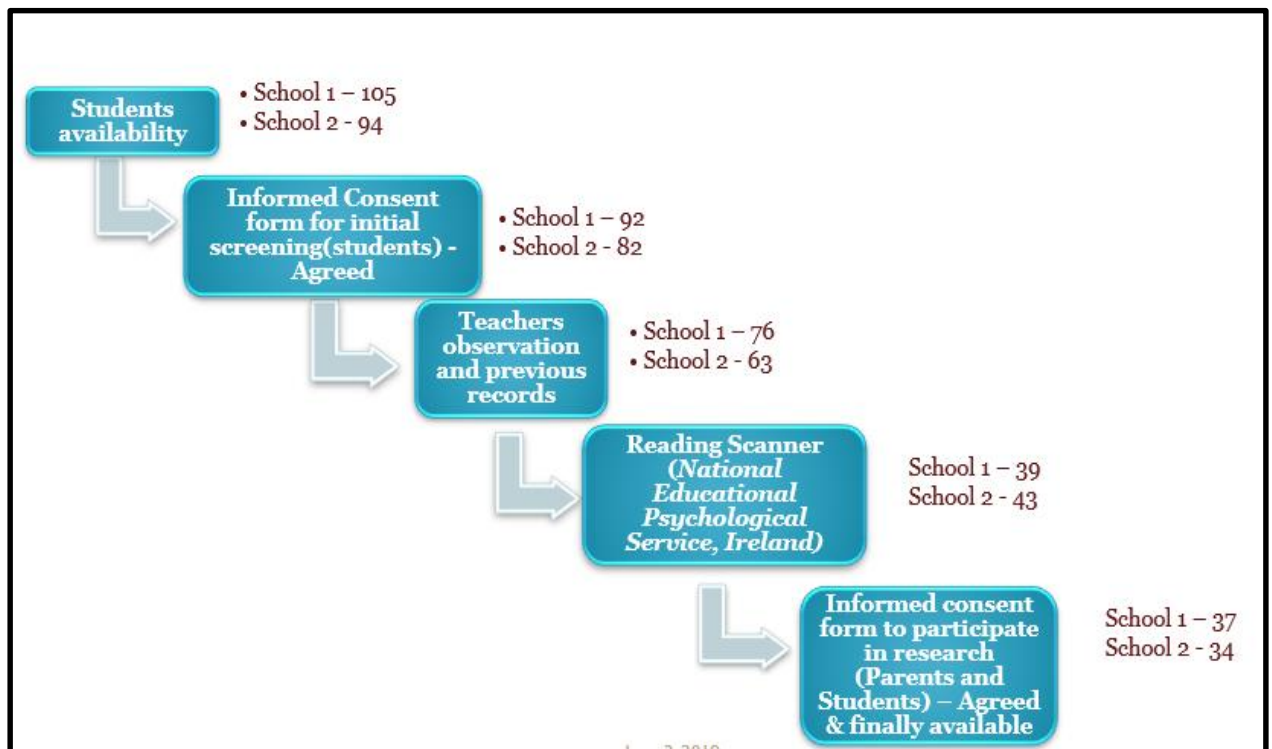 Students
availability
• School 1 – 105
• School 2 - 94
Informed Consent
form for initial
screening(students) -
Agreed
• School 1 – 92
• School 2 - 82
Teachers
observation
and previous
records
• School 1 – 76
• School 2 - 63
Reading Scanner
(National
Educational
Psychological
Service, Ireland)
School 1 – 39
School 2 - 43
Informed consent
form to participate
in research
(Parents and
Students) – Agreed
& finally available
School 1 – 37
School 2 - 34